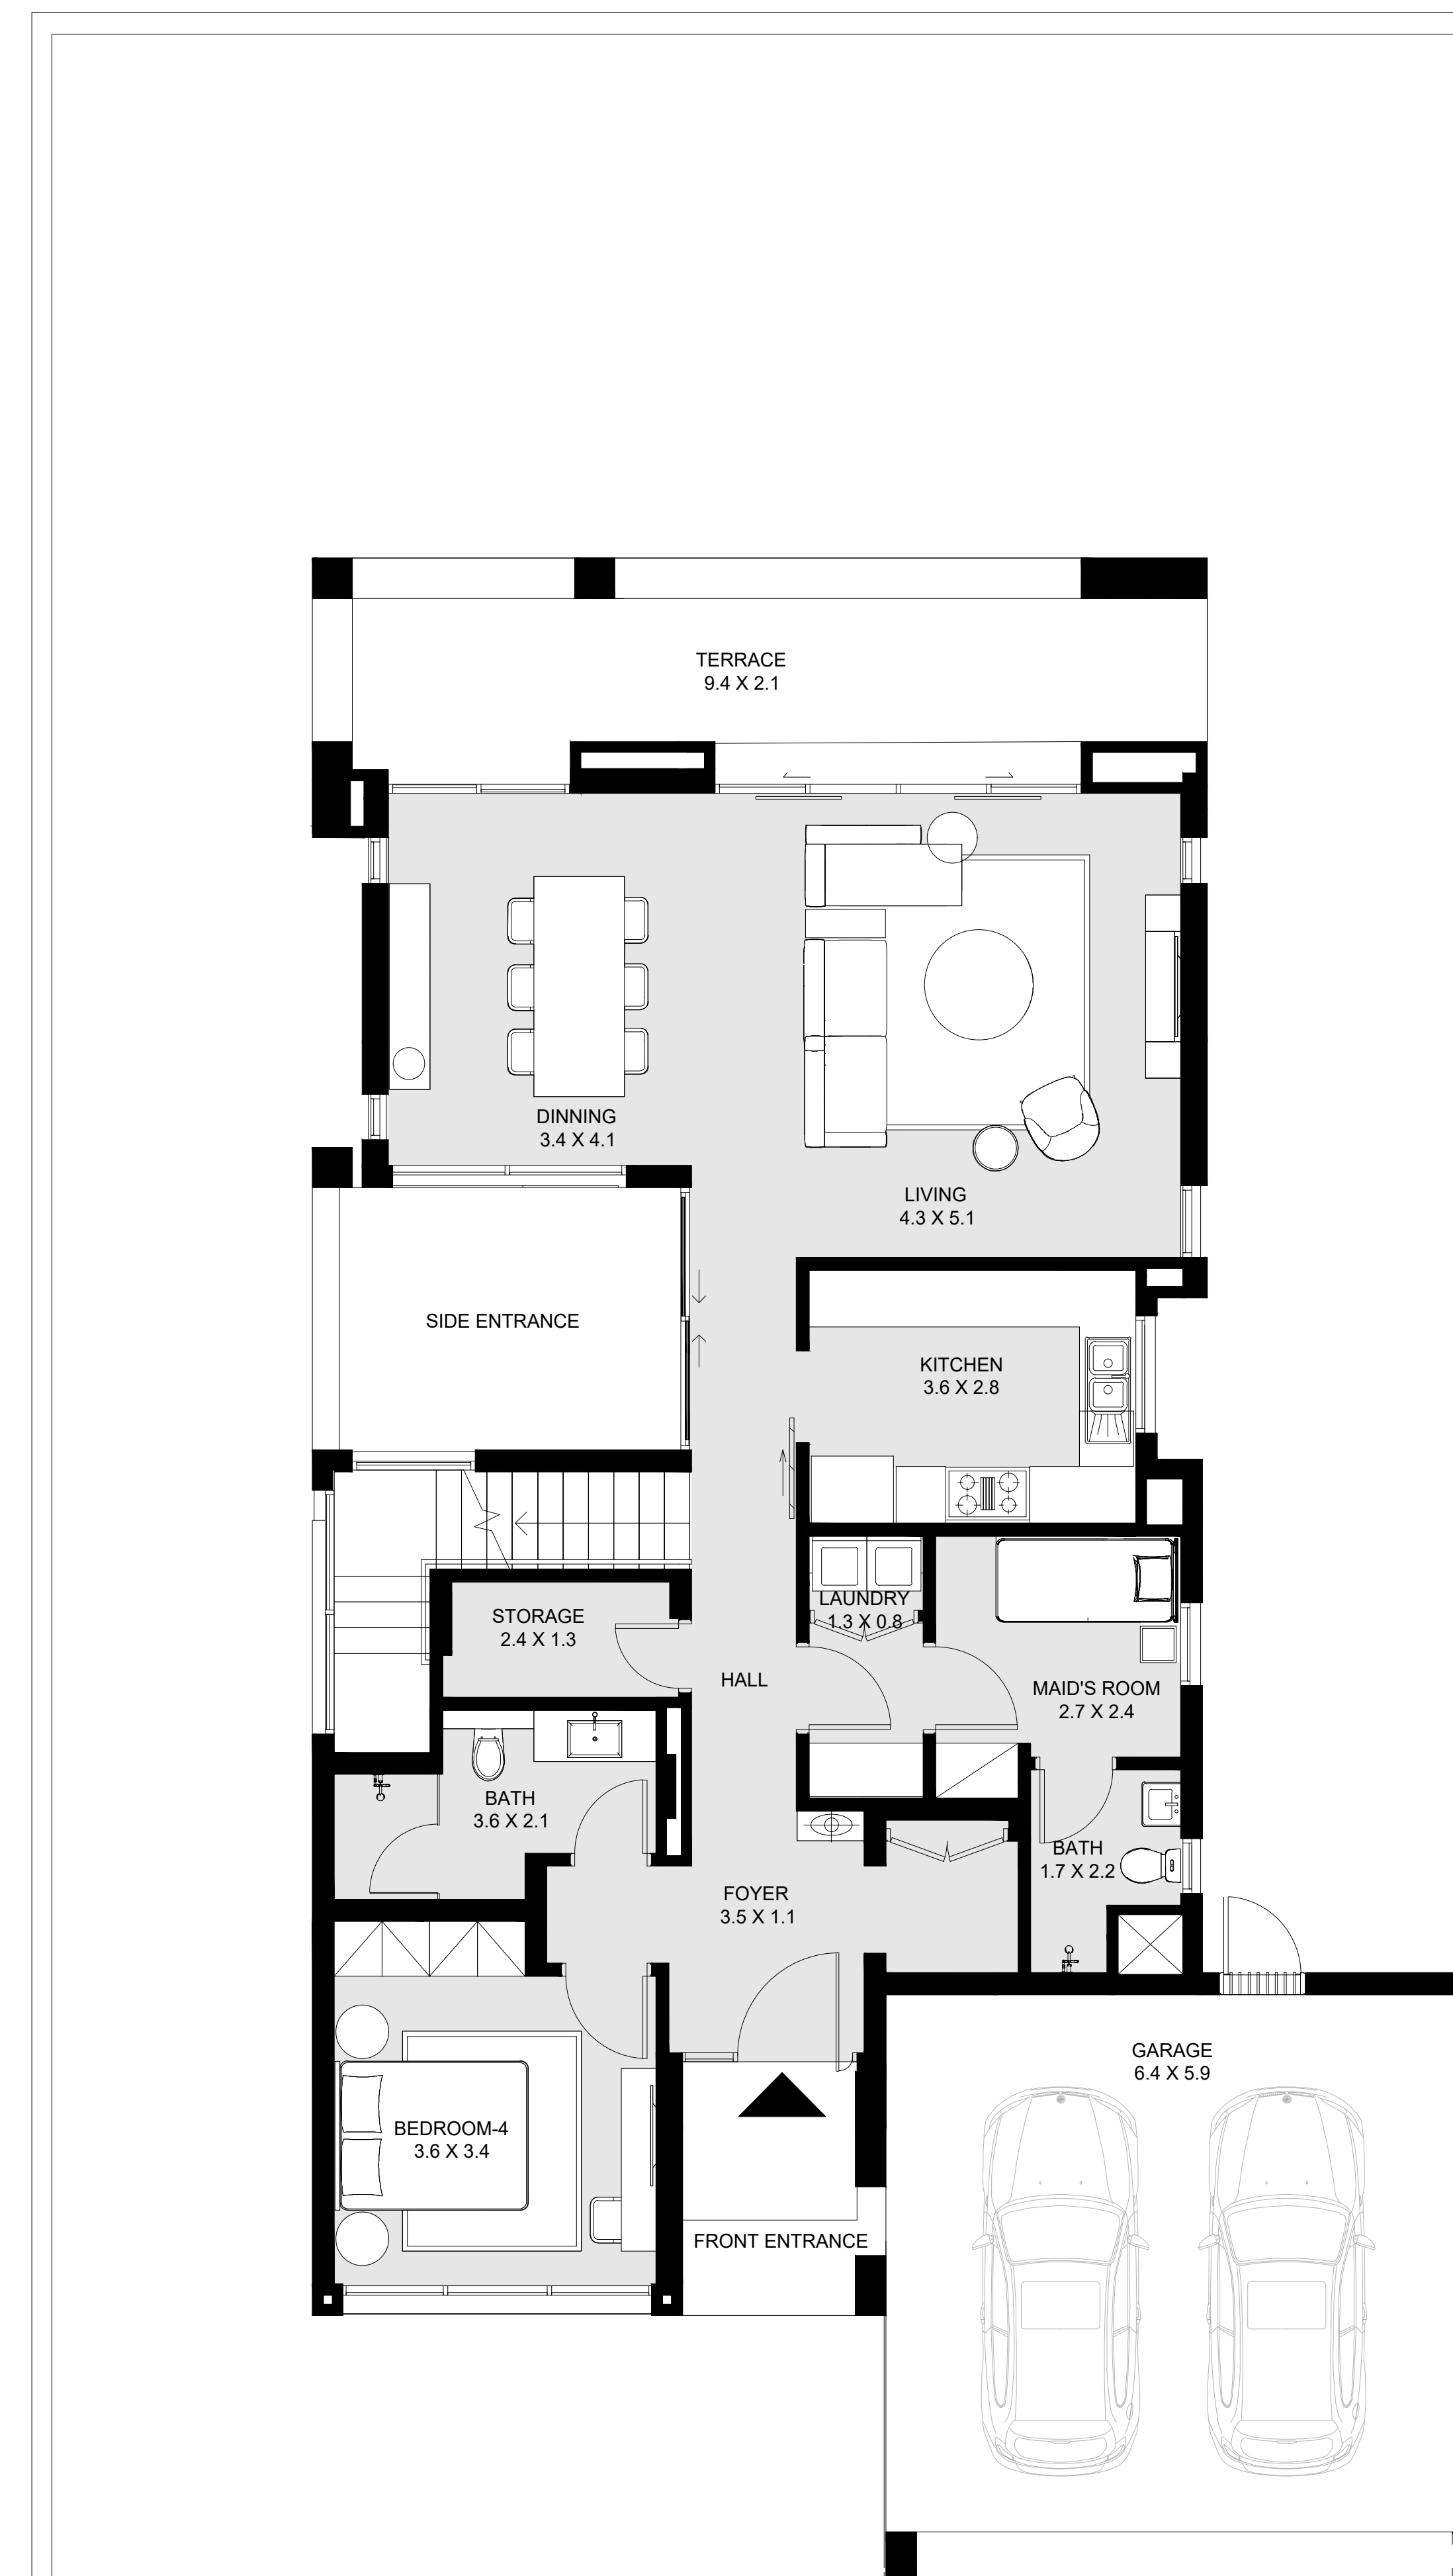 TERRACE
9.4 X 2.1
DINNING
3.4 X 4.1
LIVING
4.3 X 5.1
SIDE ENTRANCE
KITCHEN
3.6 X 2.8
STORAGE
2.4 X 1.3
LAUNDRY
1.3 X 0.8
HALL
MAID'S ROOM
2.7 X 2.4
BATH
3.6 X 2.1
BATH
1.7 X 2.2
FOYER
3.5 X 1.1
GARAGE
6.4 X 5.9
BEDROOM-4
3.6 X 3.4
FRONT ENTRANCE